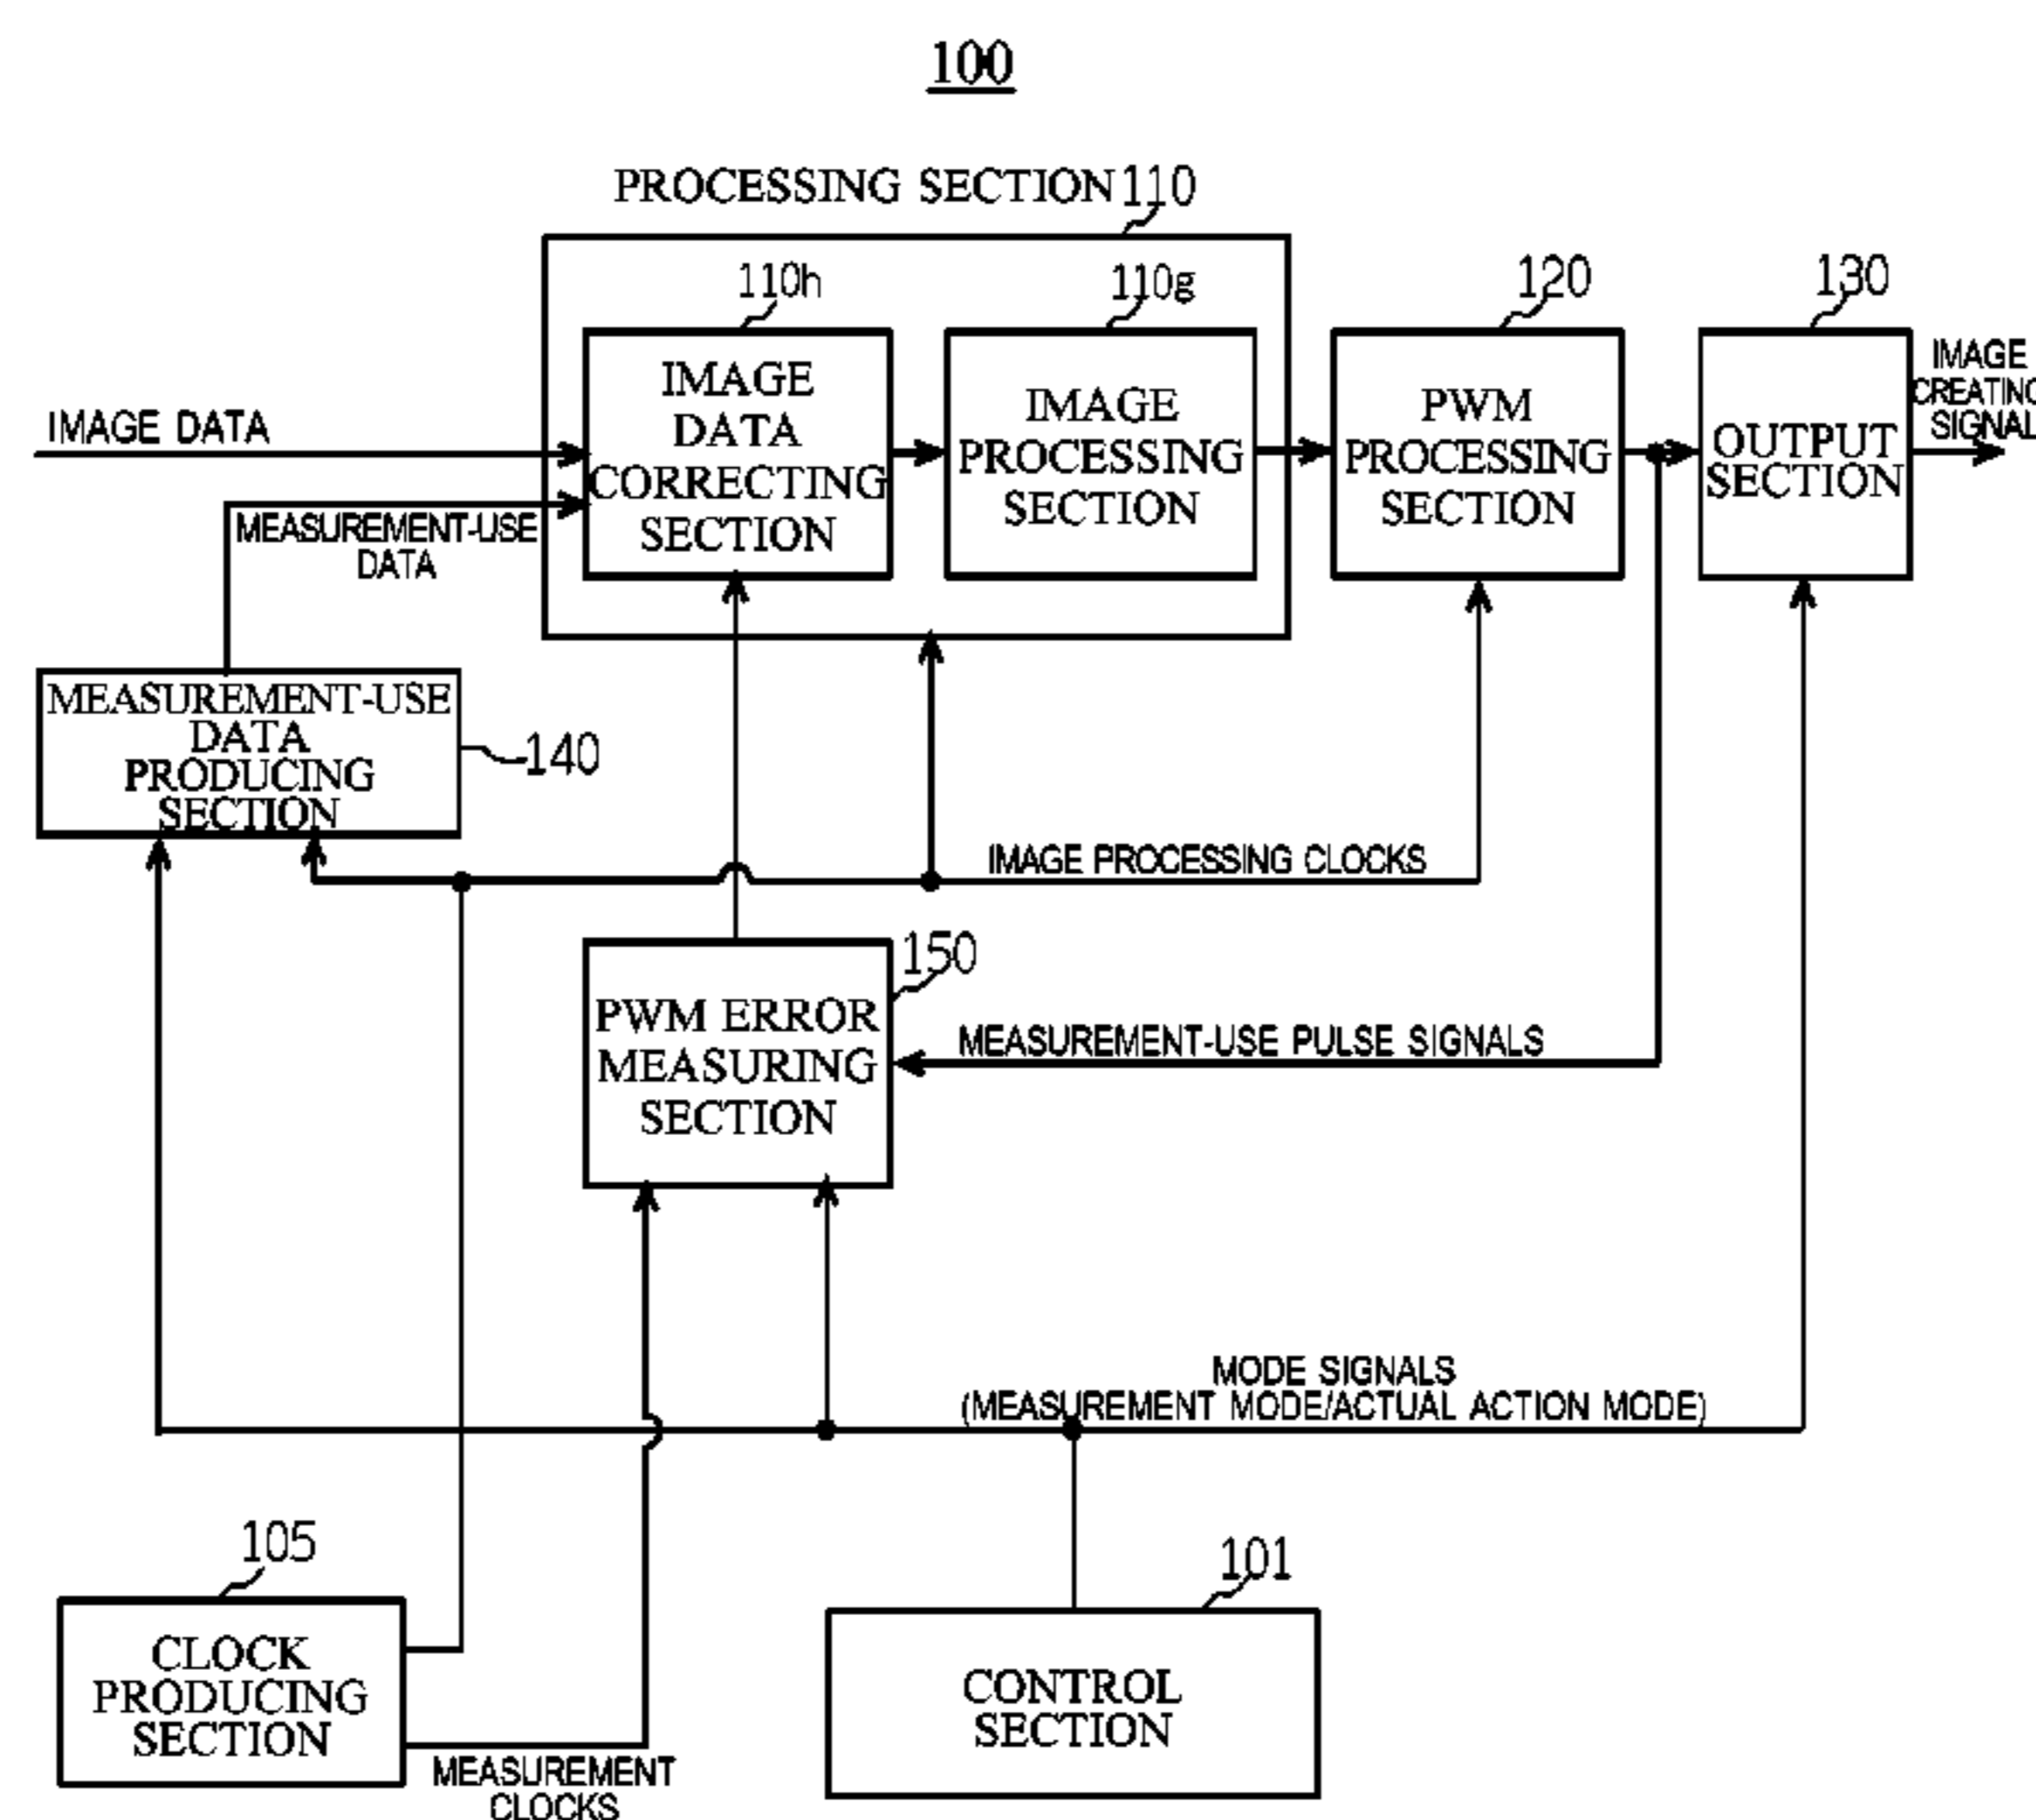 100
PROCESSING SECTION 110
110h
110g
120
130
IMAGE DATA
IMAGE
DATA
CORRECTING
SECTION
IMAGE
PROCESSING
SECTION
PWM
PROCESSING
SECTION
OUTPUT
SECTION
IMAGE
CREATING
SIGNAL
MEASUREMENT-USE
DATA
MEASUREMENT-USE
DATA
PRODUCING
SECTION
140
IMAGE PROCESSING CLOCKS
150
PWM ERROR
MEASURING
SECTION
MEASUREMENT-USE PULSE SIGNALS
MODE SIGNALS
(MEASUREMENT MODE/ACTUAL ACTION MODE)
105
101
CLOCK
PRODUCING
SECTION
CONTROL
SECTION
MEASUREMENT
CLOCKS